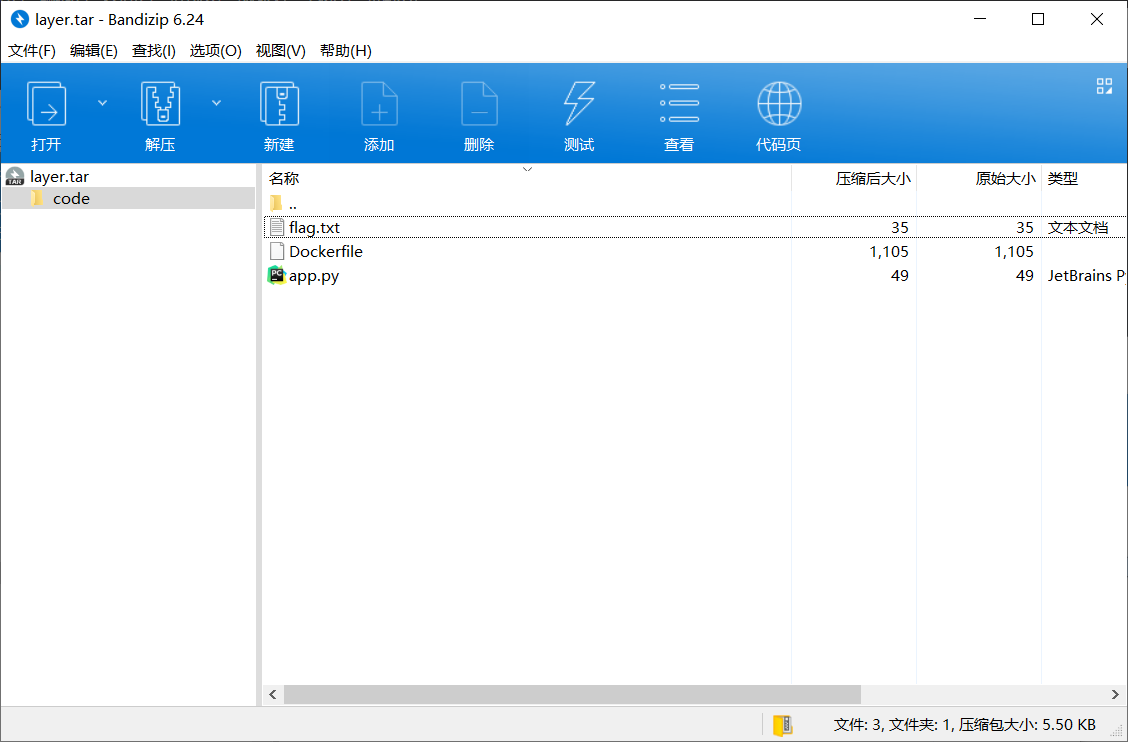 layer.tar - Bandizip 6.24
文件(F) 编辑(E) 查找(I) 选项(O) 视图(V) 帮助(H)
打开 解压 新建 添加 删除 测试 查看 代码页
layer.tar
code
名称 压缩后大小 原始大小 类型
..
flag.txt 35 35 文本文档
Dockerfile 1,105 1,105
app.py 49 49 JetBrains P
文件: 3, 文件夹: 1, 压缩包大小: 5.50 KB